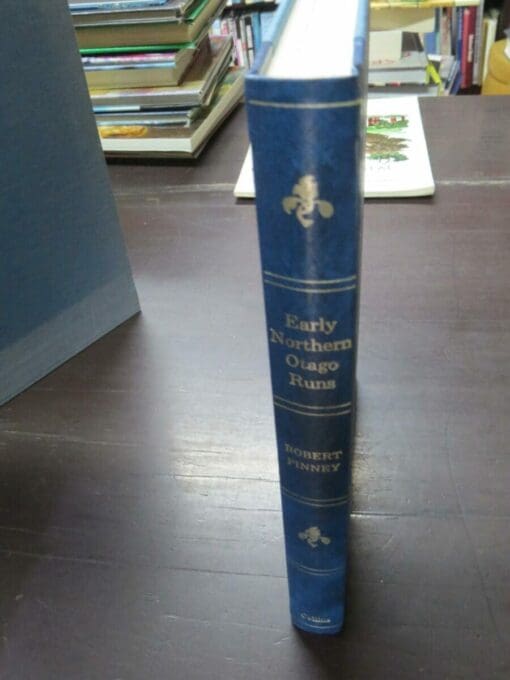 Early
Northern
Otago
Runs
ROBERT
PINNEY
Collins